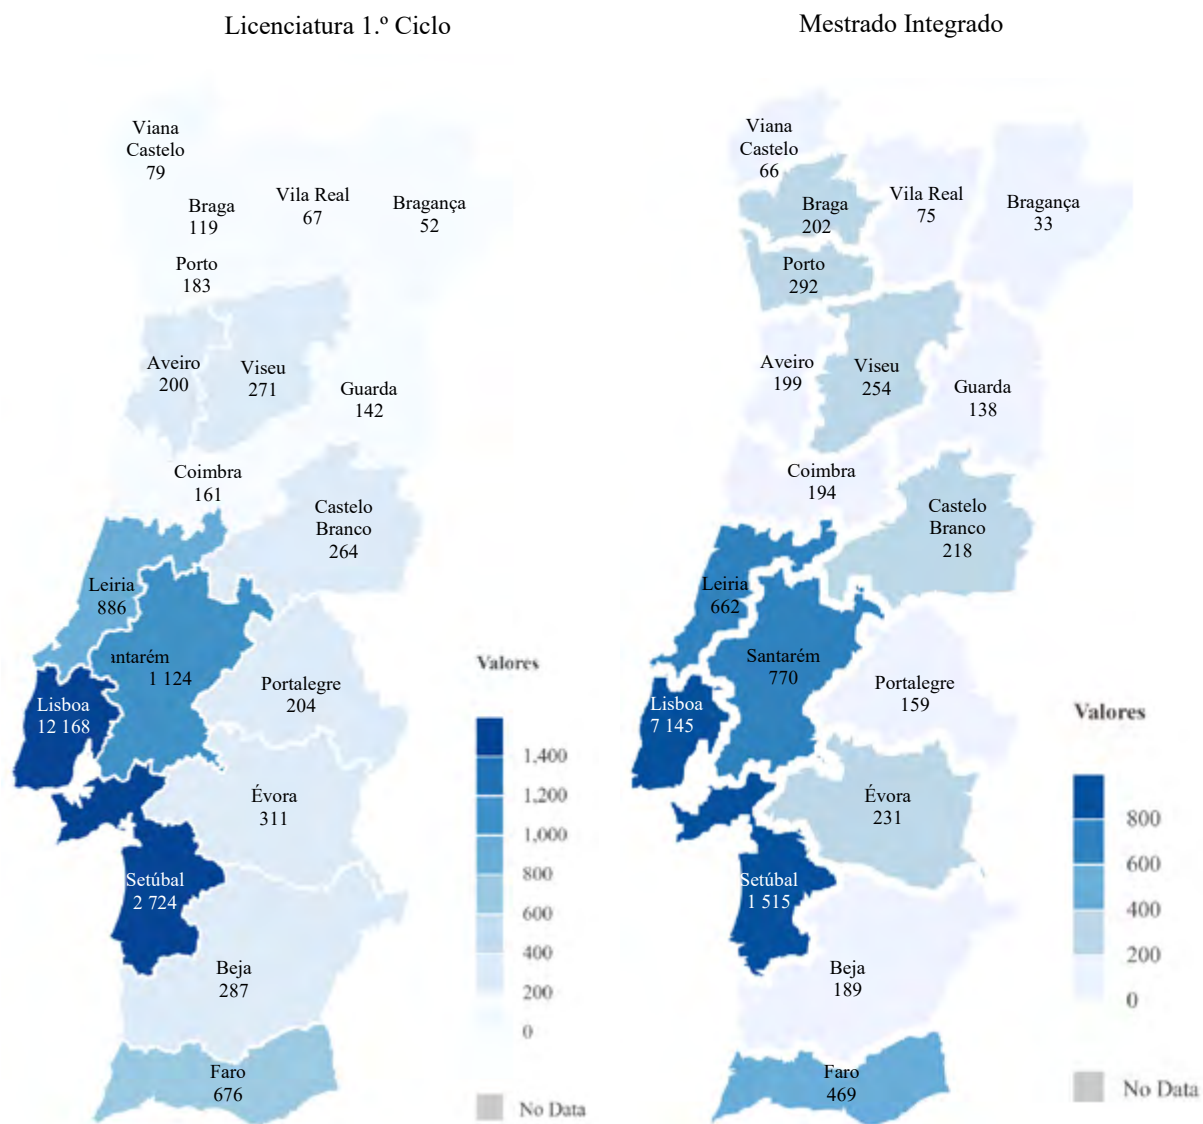 Licenciatura 1.º Ciclo
Viana
Castelo
79
Braga
119
Vila Real
67
Bragança
52
Porto
183
Aveiro
200
Viseu
271
Guarda
142
Coimbra
161
Castelo
Branco
264
Leiria
886
antarém
1 124
Lisboa
12 168
Portalegre
204
Évora
311
Setúbal
2 724
Beja
287
Faro
676
Valores
1,400
1,200
1,000
800
600
400
200
0
No Data
Mestrado Integrado
Viana
Castelo
66
Braga
202
Vila Real
75
Bragança
33
Porto
292
Aveiro
199
Viseu
254
Guarda
138
Coimbra
194
Castelo
Branco
218
Leiria
662
Santarém
770
Lisboa
7 145
Portalegre
159
Évora
231
Setúbal
1 515
Beja
189
Faro
469
Valores
800
600
400
200
0
No Data